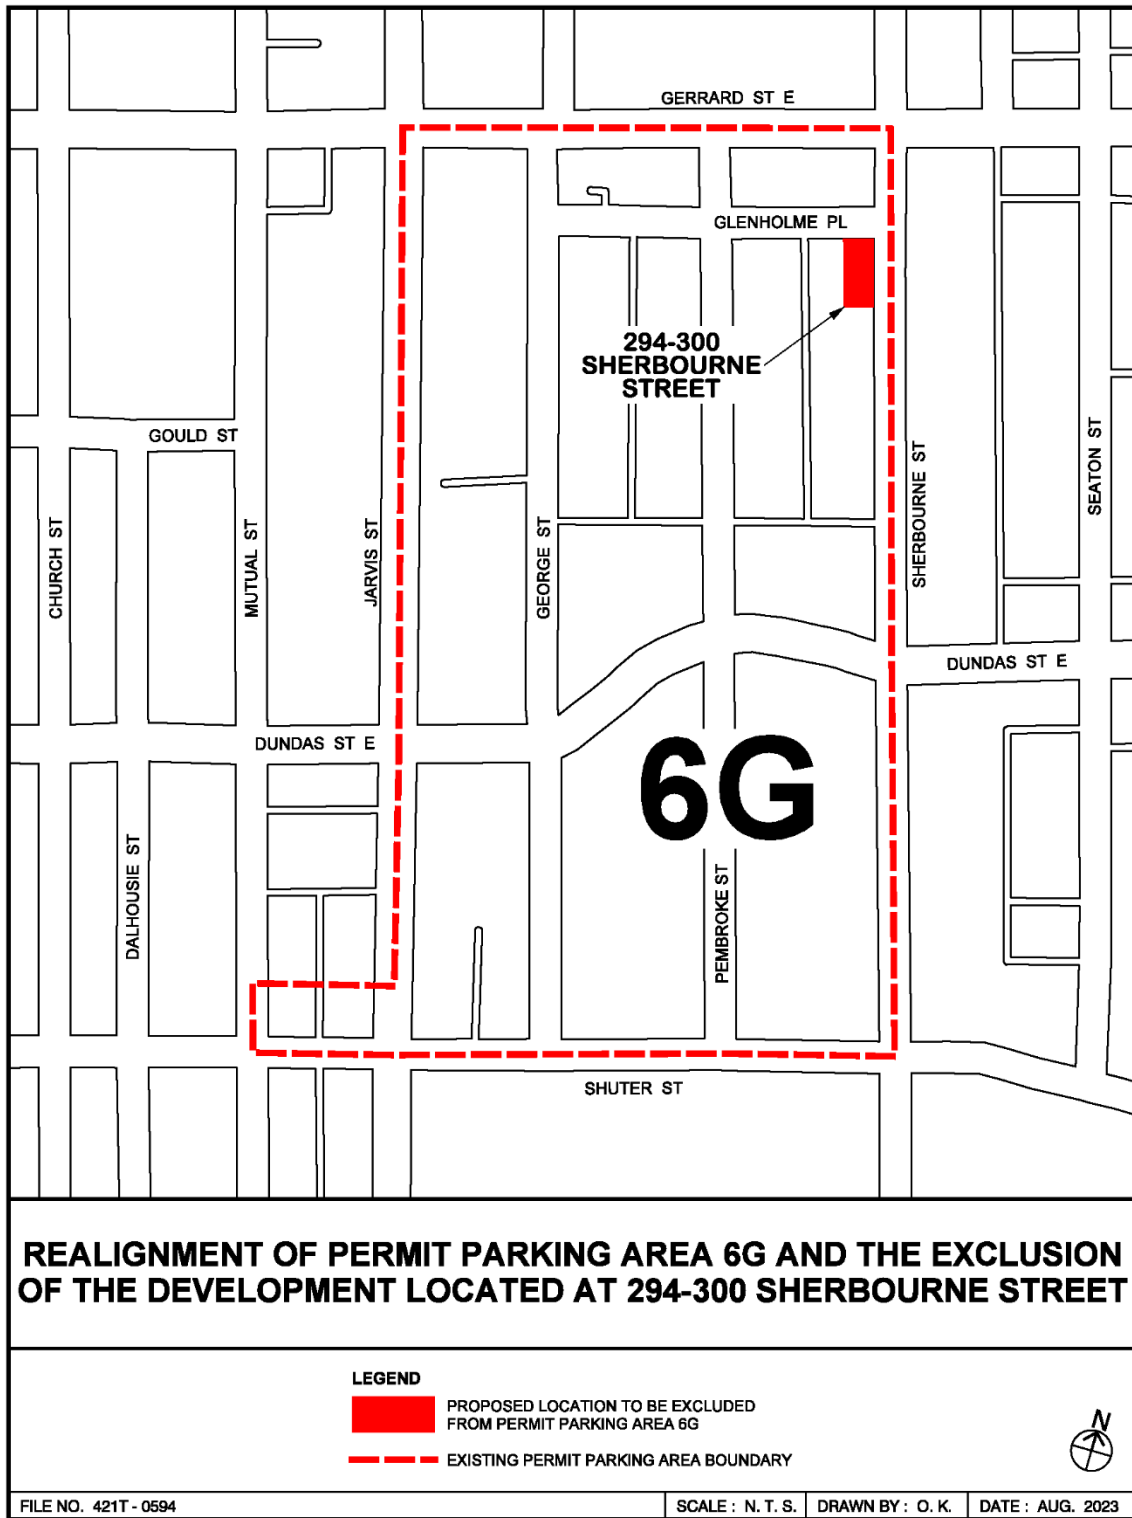 GERRARD ST E
GLENHOLME PL
294-300
SHERBOURNE
STREET
GOULD ST
CHURCH ST
MUTUAL ST
JARVIS ST
GEORGE ST
SHERBOURNE ST
SEATON ST
DUNDAS ST E
DUNDAS ST E
6G
DALHOUSIE ST
PEMBROKE ST
SHUTER ST
REALIGNMENT OF PERMIT PARKING AREA 6G AND THE EXCLUSION
OF THE DEVELOPMENT LOCATED AT 294-300 SHERBOURNE STREET
LEGEND
PROPOSED LOCATION TO BE EXCLUDED
FROM PERMIT PARKING AREA 6G
EXISTING PERMIT PARKING AREA BOUNDARY
N
FILE NO. 421T - 0594
SCALE : N. T. S.
DRAWN BY : O. K.
DATE : AUG. 2023